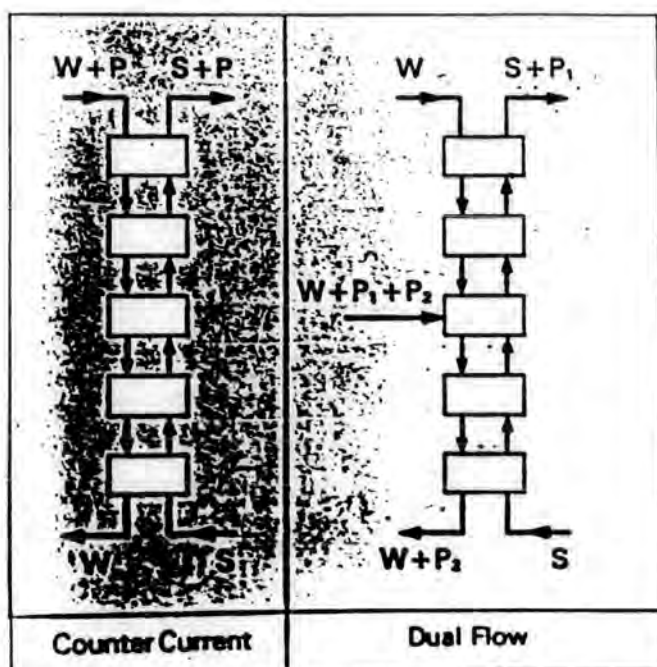 W+P S+P
W S
Counter Current
W S+P₁
W+P₁+P₂
W+P₂ S
Dual Flow